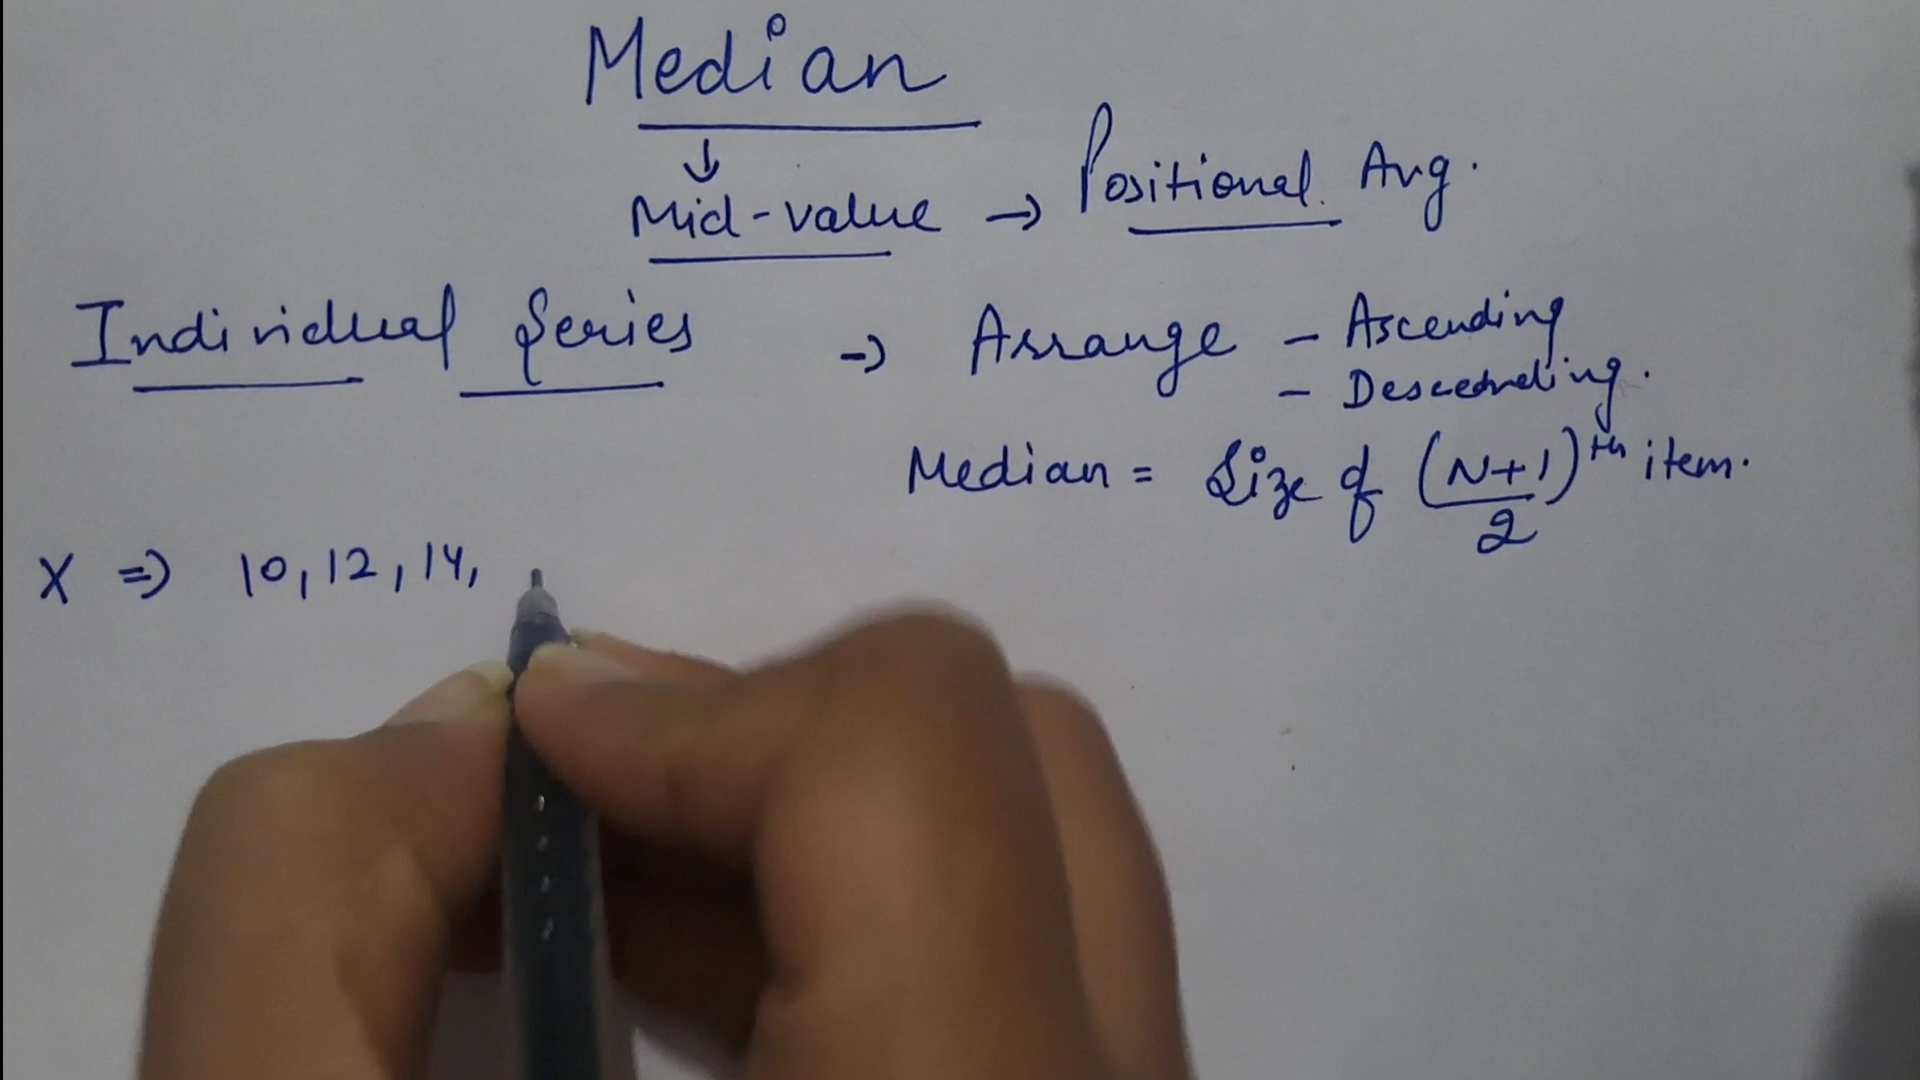 Median
↓
Mid-value → Positional Avg.
Individual Series → Arrange - Ascending
- Descending.
Median = Size of (N+1)/2 th item.
X ⇒ 10, 12, 14,